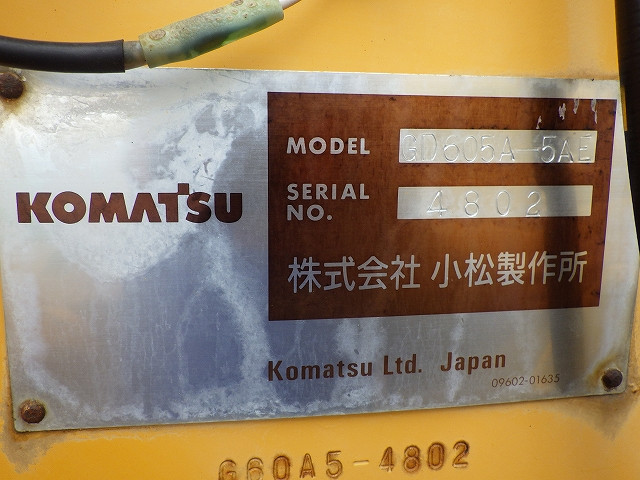 KOMATSU
MODEL GD605A-5AE
SERIAL NO. 4802
株式会社 小松製作所
Komatsu Ltd. Japan
09602-01635
G60A5-4802